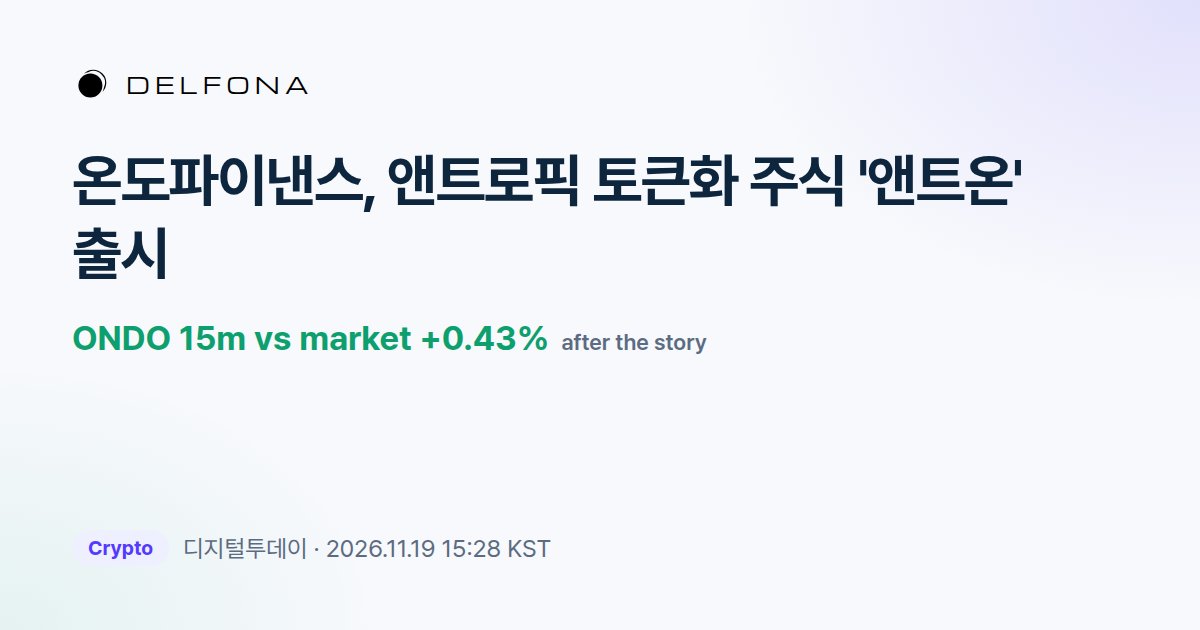 DELFONA
온도파이낸스, 앤트로픽 토큰화 주식 '앤트온'
출시
ONDO 15m vs market +0.43% after the story
Crypto 디지털투데이 · 2026.11.19 15:28 KST